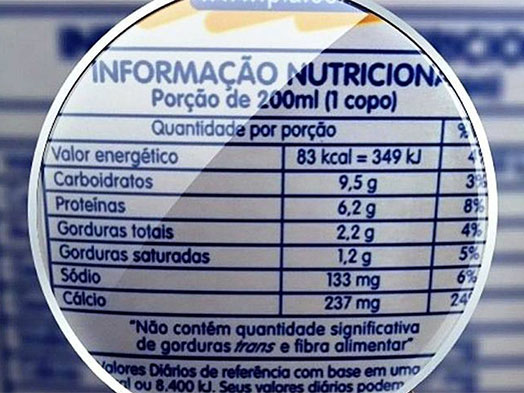 INFORMAÇÃO NUTRICIONA
Porção de 200ml (1 copo)
Quantidade por porção %
Valor energético 83 kcal = 349 kJ 4%
Carboidratos 9,5 g 3%
Proteínas 6,2 g 8%
Gorduras totais 2,2 g 4%
Gorduras saturadas 1,2 g 5%
Sódio 133 mg 6%
Cálcio 237 mg 24
"Não contém quantidade significativa
de gorduras trans e fibra alimentar"
Valores Diários de referência com base em uma
ou 8.400 kJ. Seus valores diários podem